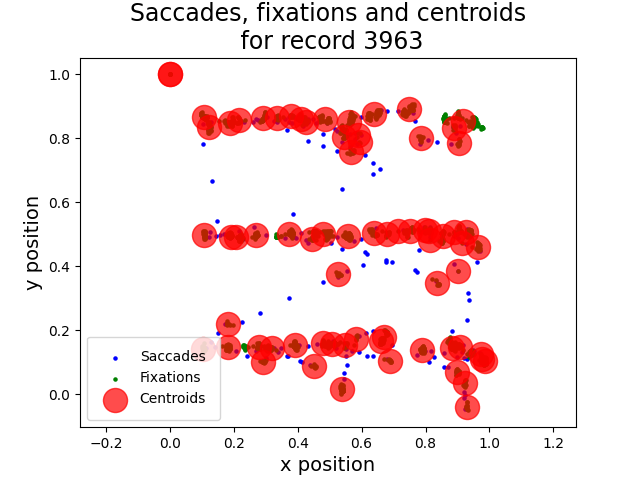 Saccades, fixations and centroids
for record 3963
1.0
0.8
0.6
0.4
0.2
0.0
y position
Saccades
Fixations
Centroids
−0.2 0.0 0.2 0.4 0.6 0.8 1.0 1.2
x position